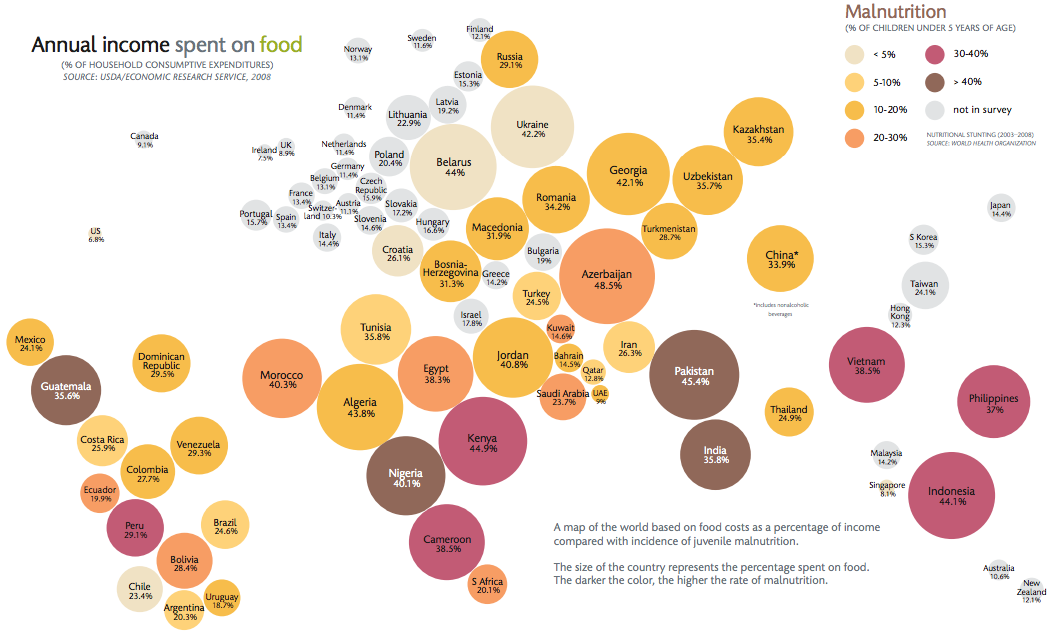 Annual income spent on food
(% OF HOUSEHOLD CONSUMPTIVE EXPENDITURES)
SOURCE: USDA/ECONOMIC RESEARCH SERVICE, 2008
Malnutrition
(% OF CHILDREN UNDER 5 YEARS OF AGE)
< 5%
30-40%
5-10%
> 40%
10-20%
not in survey
20-30%
NUTRITIONAL STUNTING (2003–2008)
SOURCE: WORLD HEALTH ORGANIZATION
Finland
12.1%
Sweden
11.6%
Norway
13.1%
Russia
29.1%
Estonia
15.3%
Latvia
19.2%
Denmark
11.4%
Lithuania
22.9%
Ukraine
42.2%
Kazakhstan
35.4%
Canada
9.1%
Ireland
7.5%
UK
8.9%
Netherlands
11.4%
Poland
20.4%
Belarus
44%
Georgia
42.1%
Uzbekistan
35.7%
Germany
11.4%
Belgium
13.1%
Czech
Republic
15.9%
France
13.4%
Romania
34.2%
Portugal
15.7%
Spain
13.4%
Switzer-
land 10.3%
Austria
11.1%
Slovakia
17.2%
Slovenia
14.6%
Hungary
16.6%
Japan
14.4%
US
6.8%
Italy
14.4%
Macedonia
31.9%
Turkmenistan
28.7%
S Korea
15.3%
Croatia
26.1%
Bulgaria
19%
China*
33.9%
*Includes nonalcoholic
beverages
Bosnia-
Herzegovina
31.3%
Greece
14.2%
Azerbaijan
48.5%
Taiwan
24.1%
Turkey
24.5%
Hong
Kong
12.3%
Israel
17.8%
Tunisia
35.8%
Kuwait
14.6%
Mexico
24.1%
Dominican
Republic
29.5%
Jordan
40.8%
Bahrain
14.5%
Iran
26.3%
Vietnam
38.5%
Morocco
40.3%
Egypt
38.3%
Qatar
12.8%
Pakistan
45.4%
Guatemala
35.6%
Saudi Arabia
23.7%
UAE
9%
Algeria
43.8%
Philippines
37%
Thailand
24.9%
Costa Rica
25.9%
Venezuela
29.3%
Kenya
44.9%
India
35.8%
Malaysia
14.2%
Colombia
27.7%
Nigeria
40.1%
Singapore
8.1%
Ecuador
19.9%
Indonesia
44.1%
Peru
29.1%
Brazil
24.6%
Cameroon
38.5%
A map of the world based on food costs as a percentage of income
compared with incidence of juvenile malnutrition.
The size of the country represents the percentage spent on food.
The darker the color, the higher the rate of malnutrition.
Bolivia
28.4%
Chile
23.4%
S Africa
20.1%
Australia
10.6%
Uruguay
18.7%
Argentina
20.3%
New
Zealand
12.1%